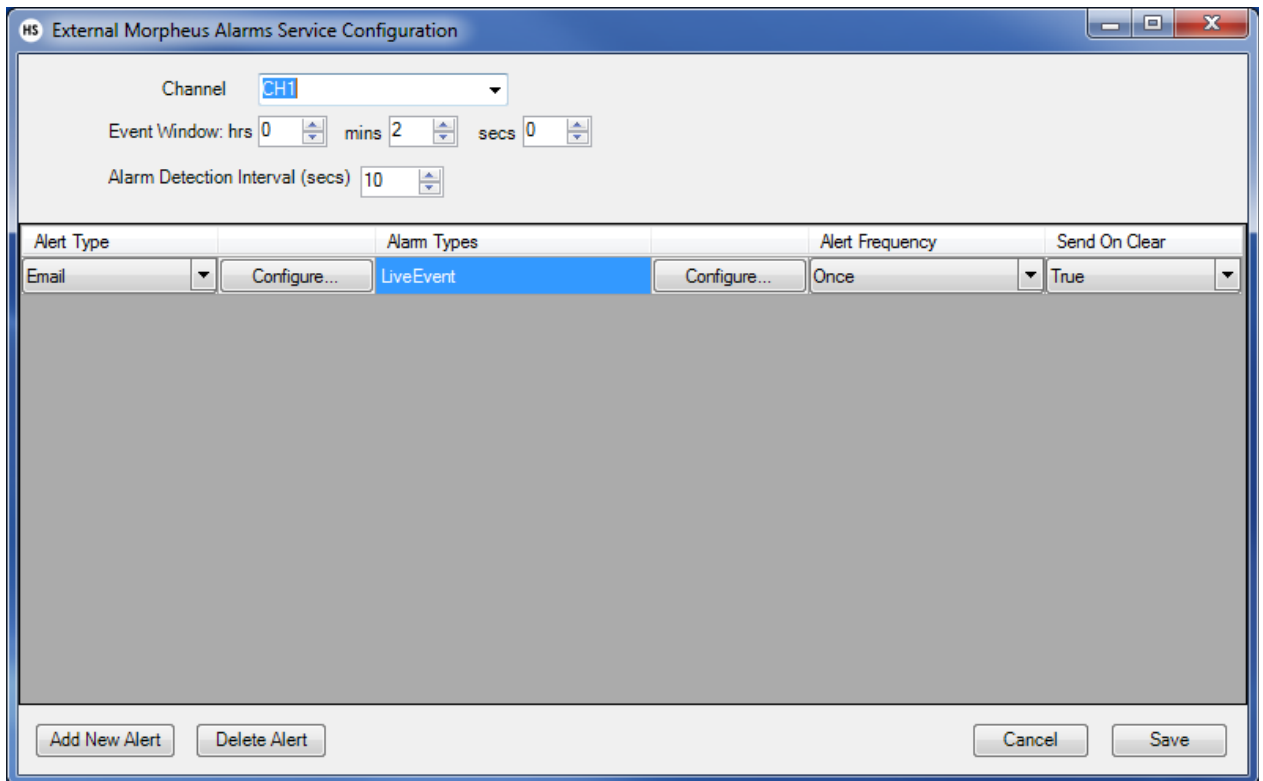 HS External Morpheus Alarms Service Configuration
Channel CH1
Event Window: hrs 0 mins 2 secs 0
Alarm Detection Interval (secs) 10
Alert Type Alarm Types Alert Frequency Send On Clear
Email Configure... LiveEvent Configure... Once True
Add New Alert Delete Alert Cancel Save